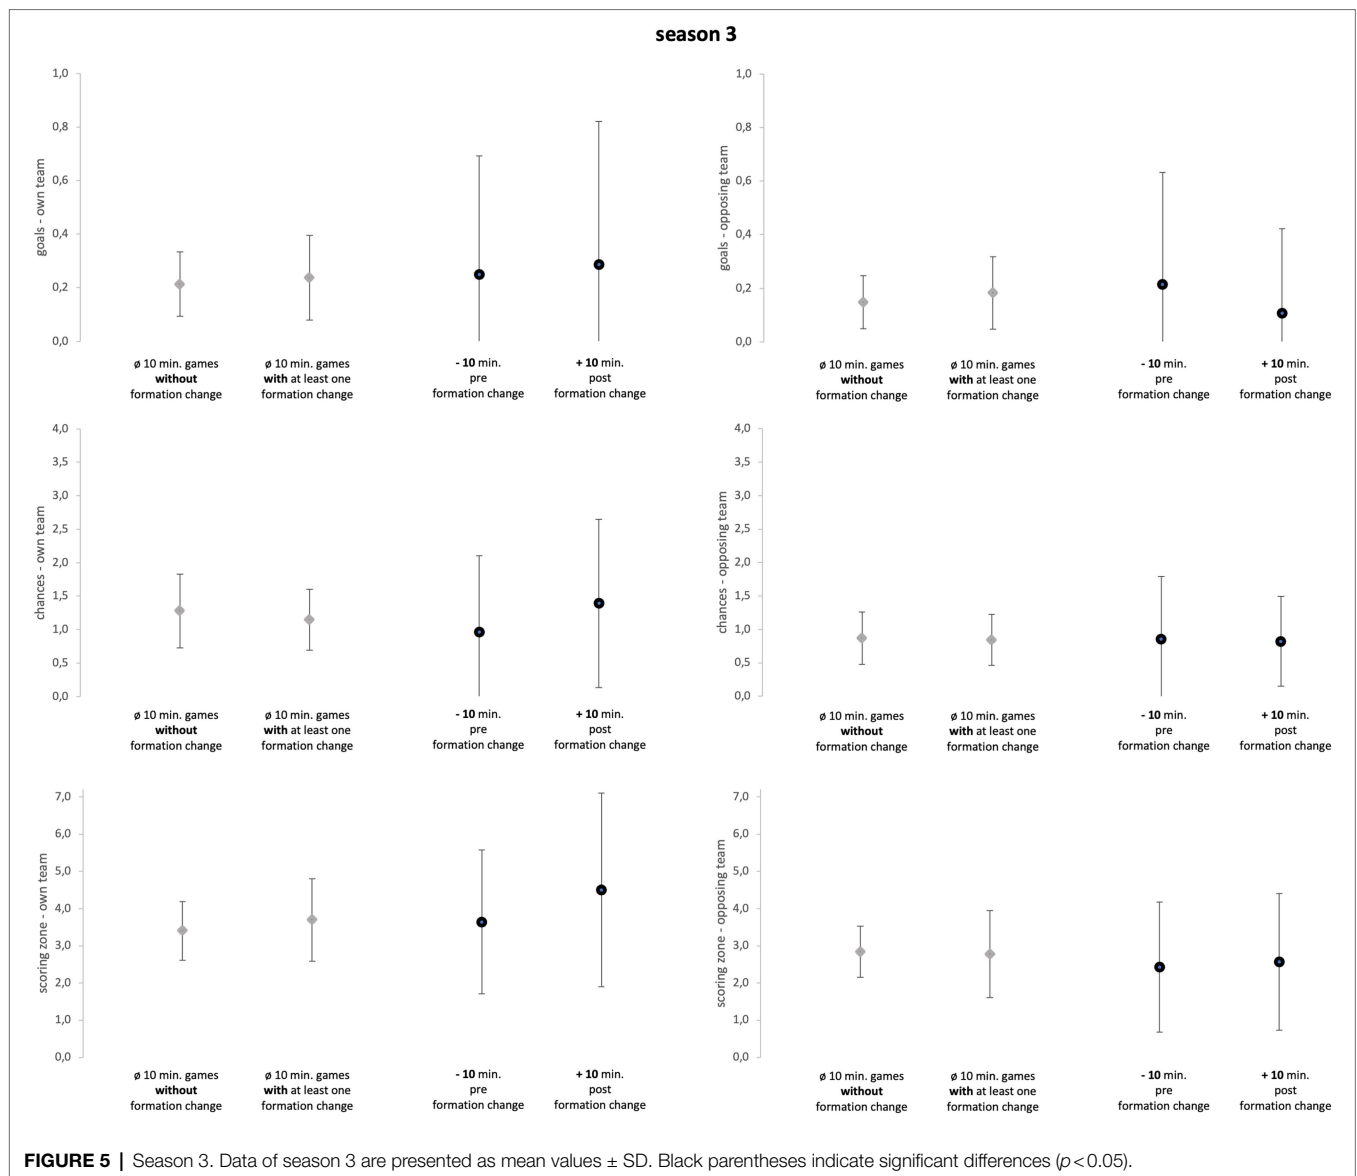 season 3
1,0
0,8
0,6
0,4
0,2
0,0
goals - own team
ø 10 min. games
without
formation change
ø 10 min. games
with at least one
formation change
- 10 min.
pre
formation change
+ 10 min.
post
formation change
1,0
0,8
0,6
0,4
0,2
0,0
goals - opposing team
ø 10 min. games
without
formation change
ø 10 min. games
with at least one
formation change
- 10 min.
pre
formation change
+ 10 min.
post
formation change
4,0
3,5
3,0
2,5
2,0
1,5
1,0
0,5
0,0
chances - own team
ø 10 min. games
without
formation change
ø 10 min. games
with at least one
formation change
- 10 min.
pre
formation change
+ 10 min.
post
formation change
4,0
3,5
3,0
2,5
2,0
1,5
1,0
0,5
0,0
chances - opposing team
ø 10 min. games
without
formation change
ø 10 min. games
with at least one
formation change
- 10 min.
pre
formation change
+ 10 min.
post
formation change
7,0
6,0
5,0
4,0
3,0
2,0
1,0
0,0
scoring zone - own team
ø 10 min. games
without
formation change
ø 10 min. games
with at least one
formation change
- 10 min.
pre
formation change
+ 10 min.
post
formation change
7,0
6,0
5,0
4,0
3,0
2,0
1,0
0,0
scoring zone - opposing team
ø 10 min. games
without
formation change
ø 10 min. games
with at least one
formation change
- 10 min.
pre
formation change
+ 10 min.
post
formation change
FIGURE 5 | Season 3. Data of season 3 are presented as mean values ± SD. Black parentheses indicate significant differences (p<0.05).